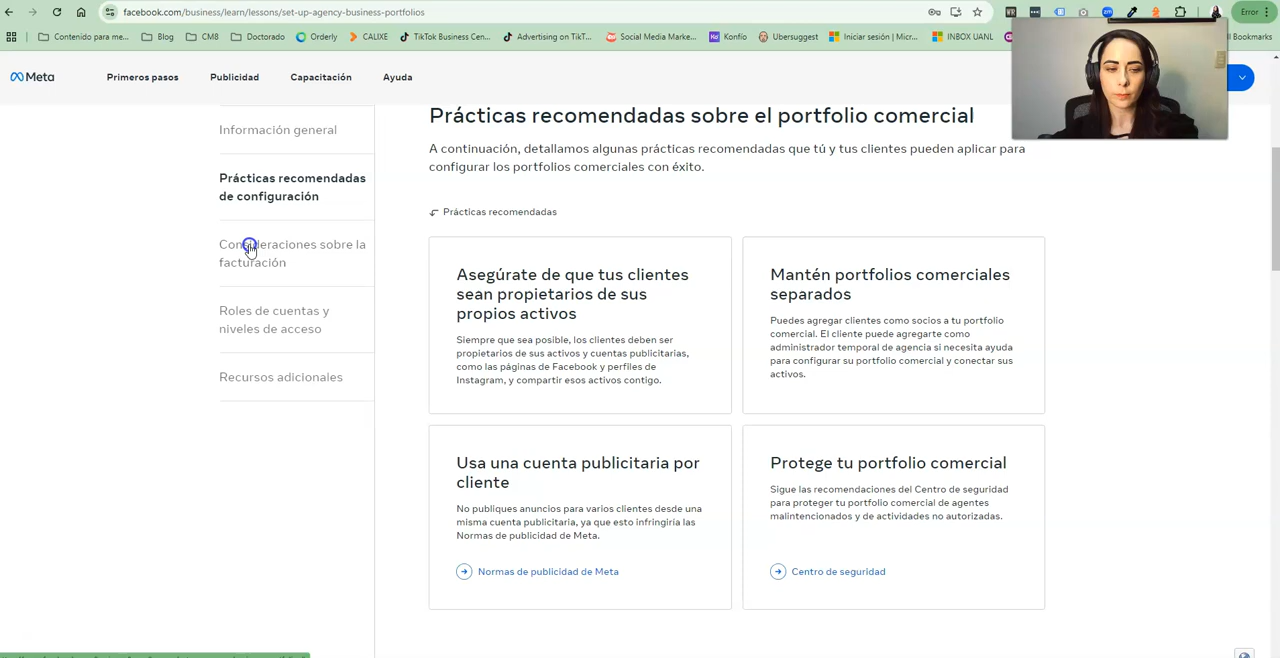 facebook.com/business/learn/lessons/set-up-agency-business-portfolios
Error
Contenido para me...
Blog
CM8
Doctorado
Orderly
CALIXE
TikTok Business Cen...
Advertising on TikT...
Social Media Marke...
Konfío
Ubersuggest
Iniciar sesión | Micr...
INBOX UANL
Bookmarks
Meta
Primeros pasos
Publicidad
Capacitación
Ayuda
Información general
Prácticas recomendadas
de configuración
Consideraciones sobre la
facturación
Roles de cuentas y
niveles de acceso
Recursos adicionales
Prácticas recomendadas sobre el portfolio comercial
A continuación, detallamos algunas prácticas recomendadas que tú y tus clientes pueden aplicar para
configurar los portfolios comerciales con éxito.
Prácticas recomendadas
Asegúrate de que tus clientes
sean propietarios de sus
propios activos
Siempre que sea posible, los clientes deben ser
propietarios de sus activos y cuentas publicitarias,
como las páginas de Facebook y perfiles de
Instagram, y compartir esos activos contigo.
Mantén portfolios comerciales
separados
Puedes agregar clientes como socios a tu portfolio
comercial. El cliente puede agregarte como
administrador temporal de agencia si necesita ayuda
para configurar su portfolio comercial y conectar sus
activos.
Usa una cuenta publicitaria por
cliente
No publiques anuncios para varios clientes desde una
misma cuenta publicitaria, ya que esto infringiría las
Normas de publicidad de Meta.
Normas de publicidad de Meta
Protege tu portfolio comercial
Sigue las recomendaciones del Centro de seguridad
para proteger tu portfolio comercial de agentes
malintencionados y de actividades no autorizadas.
Centro de seguridad